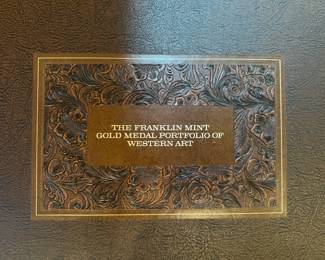 THE FRANKLIN MINT
GOLD MEDAL PORTFOLIO OF
WESTERN ART